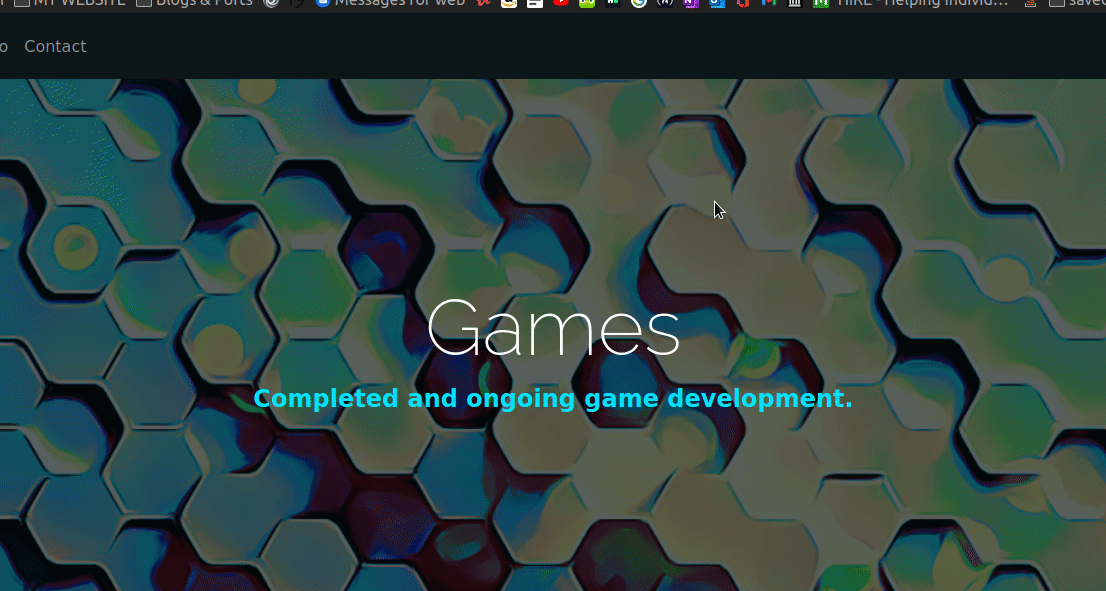 MY WEBSITE Blogs & Ports Messages for web HIRE - Helping Individ... saved
o Contact
Games
Completed and ongoing game development.